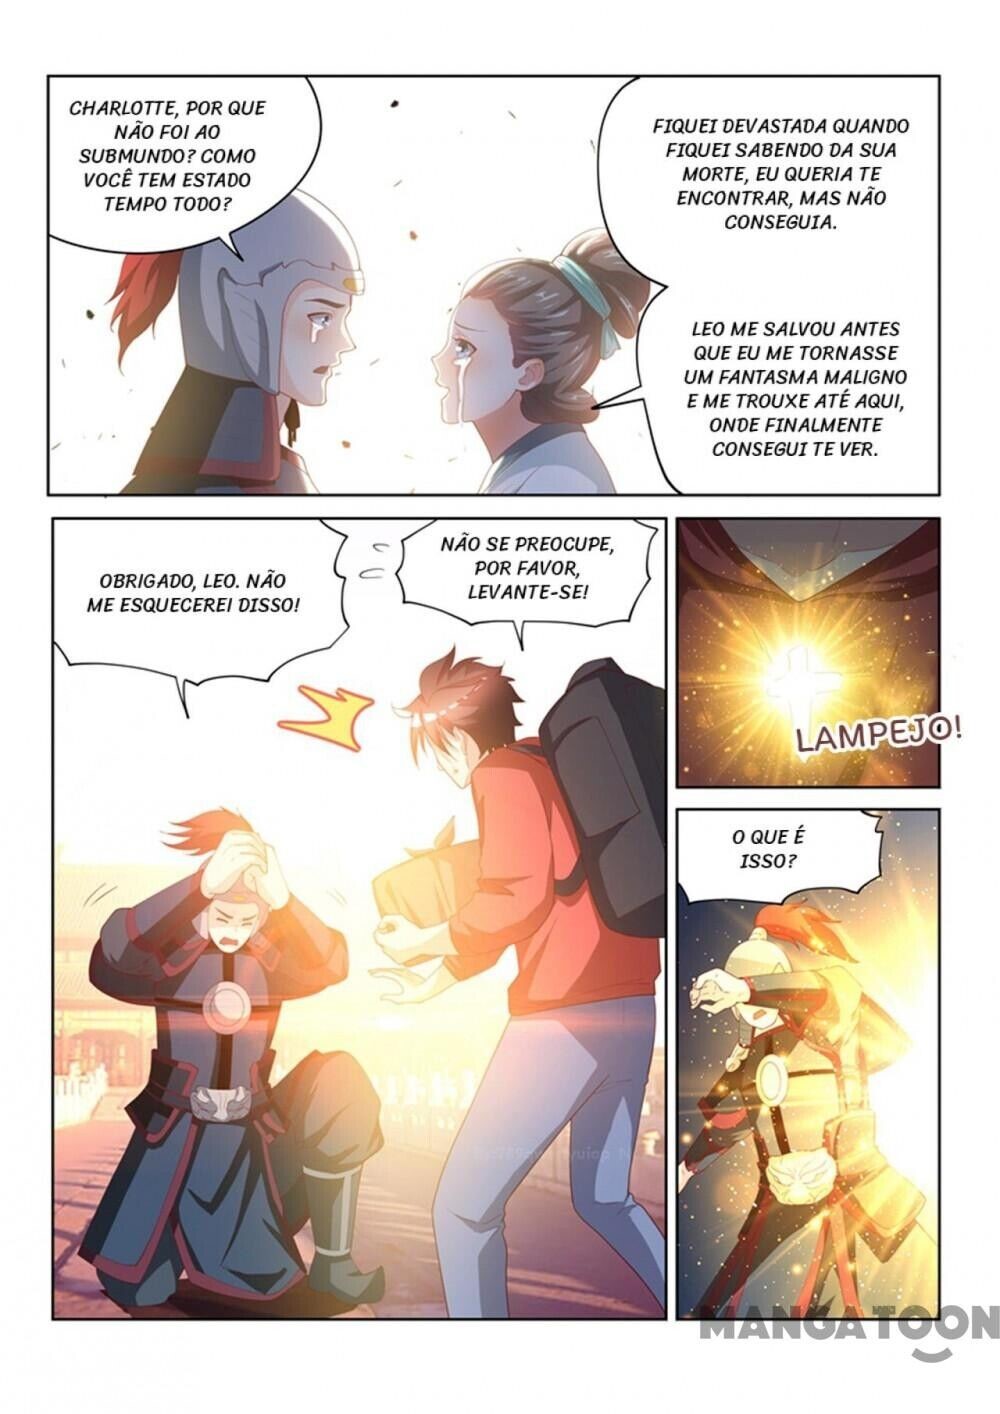 CHARLOTTE, POR QUE
NÃO FOI AO
SUBMUNDO? COMO
VOCÊ TEM ESTADO
TEMPO TODO?
FIQUEI DEVASTADA QUANDO
FIQUEI SABENDO DA SUA
MORTE, EU QUERIA TE
ENCONTRAR, MAS NÃO
CONSEGUIA.
LEO ME SALVOU ANTES
QUE EU ME TORNASSE
UM FANTASMA MALIGNO
E ME TROUXE ATÉ AQUI,
ONDE FINALMENTE
CONSEGUI TE VER.
OBRIGADO, LEO. NÃO
ME ESQUECEREI DISSO!
NÃO SE PREOCUPE,
POR FAVOR,
LEVANTE-SE!
LAMPEJO!
O QUE É
ISSO?
MANGATOON